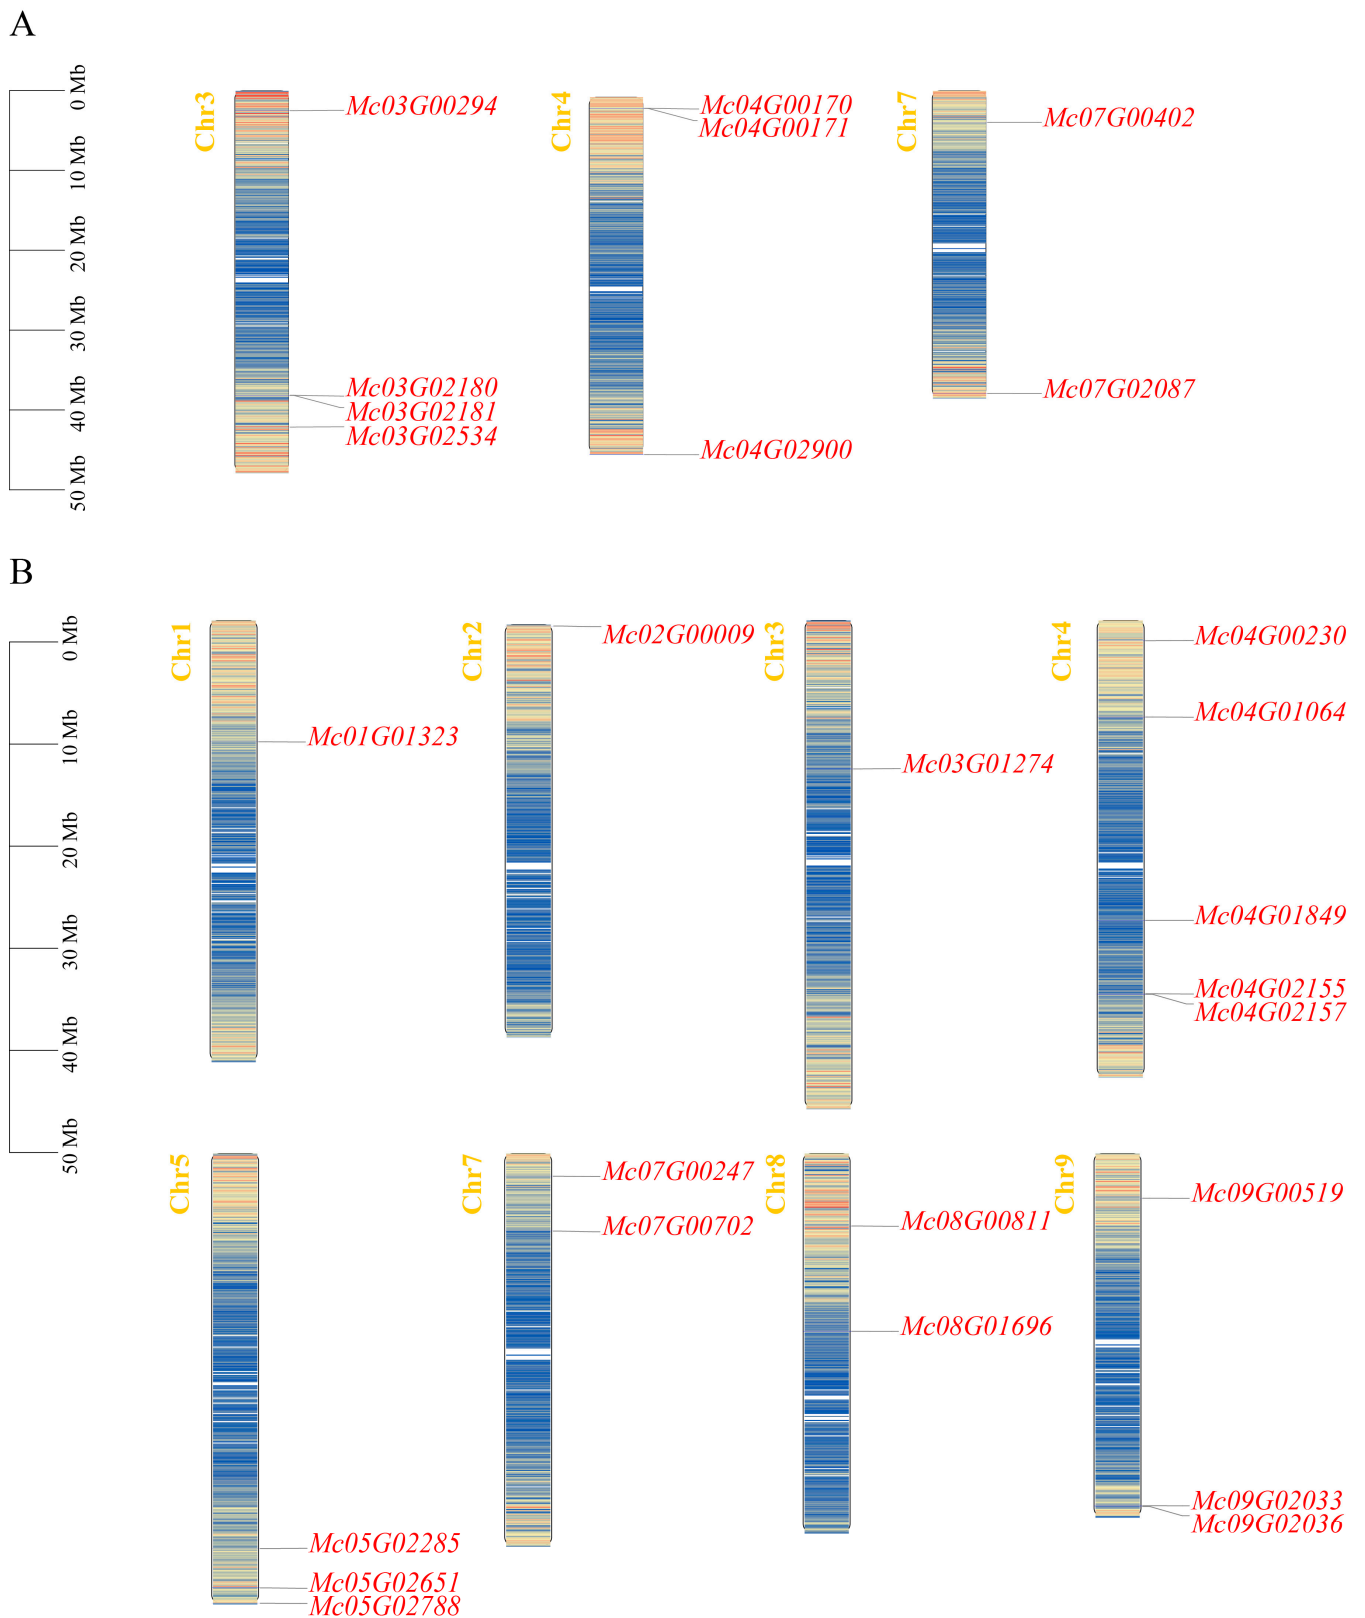 A
0 Mb
10 Mb
20 Mb
30 Mb
40 Mb
50 Mb
Chr3
Mc03G00294
Mc03G02180
Mc03G02181
Mc03G02534
Chr4
Mc04G00170
Mc04G00171
Mc04G02900
Chr7
Mc07G00402
Mc07G02087
B
0 Mb
10 Mb
20 Mb
30 Mb
40 Mb
50 Mb
Chr1
Mc01G01323
Chr2
Mc02G00009
Chr3
Mc03G01274
Chr4
Mc04G00230
Mc04G01064
Mc04G01849
Mc04G02155
Mc04G02157
Chr5
Mc05G02285
Mc05G02651
Mc05G02788
Chr7
Mc07G00247
Mc07G00702
Chr8
Mc08G00811
Mc08G01696
Chr9
Mc09G00519
Mc09G02033
Mc09G02036